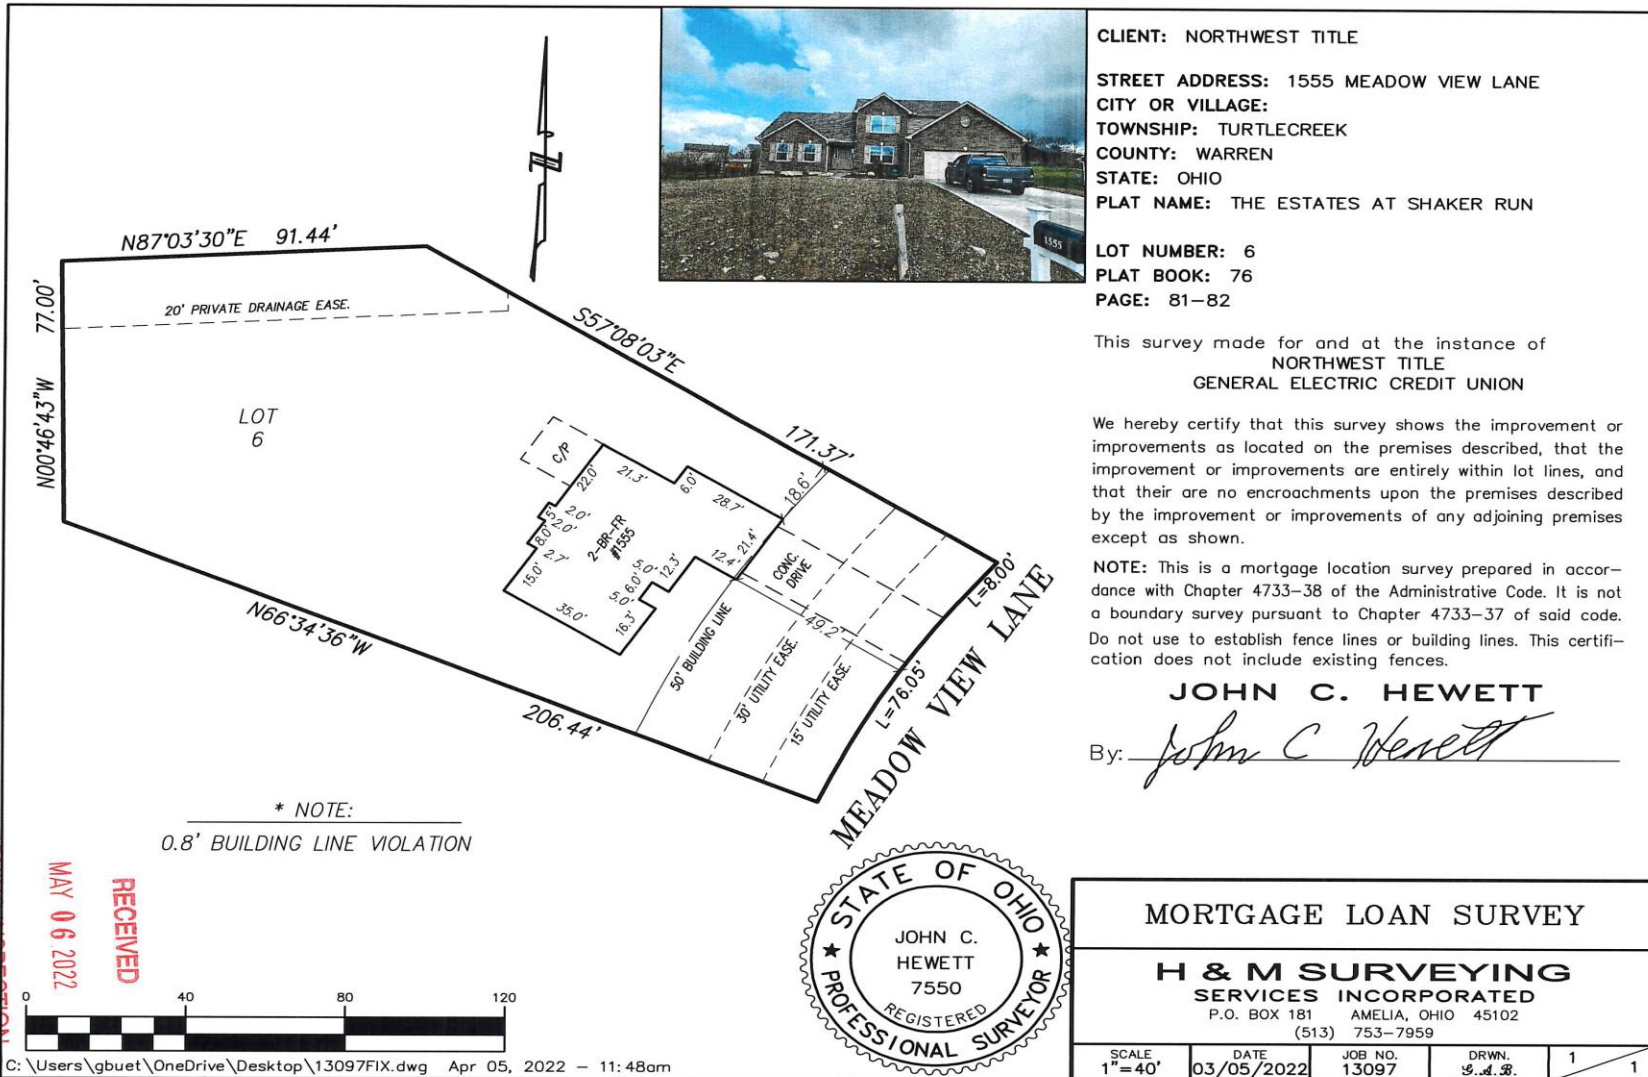 CLIENT: NORTHWEST TITLE
STREET ADDRESS: 1555 MEADOW VIEW LANE
CITY OR VILLAGE:
TOWNSHIP: TURTLECREEK
COUNTY: WARREN
STATE: OHIO
PLAT NAME: THE ESTATES AT SHAKER RUN
LOT NUMBER: 6
PLAT BOOK: 76
PAGE: 81-82
This survey made for and at the instance of
NORTHWEST TITLE
GENERAL ELECTRIC CREDIT UNION
We hereby certify that this survey shows the improvement or
improvements as located on the premises described, that the
improvement or improvements are entirely within lot lines, and
that their are no encroachments upon the premises described
by the improvement or improvements of any adjoining premises
except as shown.
NOTE: This is a mortgage location survey prepared in accor-
dance with Chapter 4733-38 of the Administrative Code. It is not
a boundary survey pursuant to Chapter 4733-37 of said code.
Do not use to establish fence lines or building lines. This certifi-
cation does not include existing fences.
JOHN C. HEWETT
By: John C Hewett
N
1555
N87°03'30"E 91.44'
20' PRIVATE DRAINAGE EASE.
N00°46'43"W 77.00'
LOT
6
S57°08'03"E
171.37'
C/P
22.0'
21.3'
6.0'
28.7'
18.6'
.5'
2.0'
2.0'
8.0'
2.7'
15.0'
2-BR-FR
#1555
5.0'
6.0'
5.0'
12.3'
12.4'
21.4'
35.0'
16.3'
CONC.
DRIVE
49.2'
L=8.00'
L=76.05'
50' BUILDING LINE
30' UTILITY EASE.
15' UTILITY EASE.
MEADOW VIEW LANE
N66°34'36"W
206.44'
* NOTE:
0.8' BUILDING LINE VIOLATION
RECEIVED
MAY 06 2022
0 40 80 120
C:\Users\gbuet\OneDrive\Desktop\13097FIX.dwg Apr 05, 2022 - 11:48am
STATE OF OHIO
JOHN C.
HEWETT
7550
REGISTERED
PROFESSIONAL SURVEYOR
MORTGAGE LOAN SURVEY
H & M SURVEYING
SERVICES INCORPORATED
P.O. BOX 181 AMELIA, OHIO 45102
(513) 753-7959
SCALE
1"=40'
DATE
03/05/2022
JOB NO.
13097
DRWN.
G.A.B.
1
1